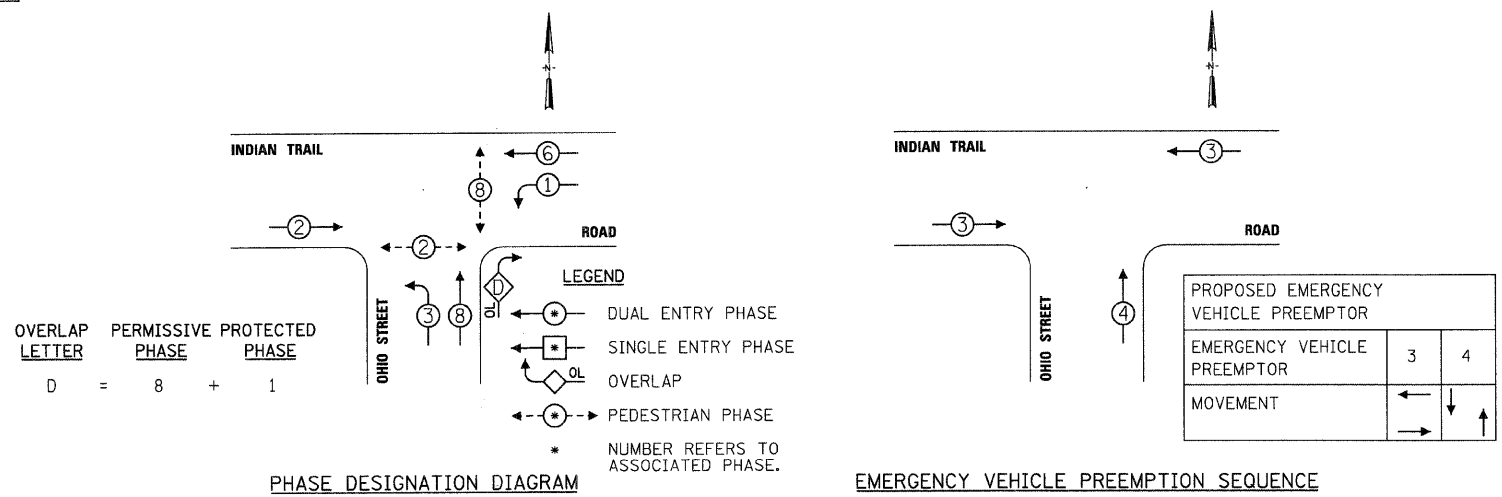 -N-
INDIAN TRAIL
6
1
8
2
2
ROAD
D
OL
3
8
OHIO STREET
OVERLAP PERMISSIVE PROTECTED
LETTER PHASE PHASE
D = 8 + 1
LEGEND
* DUAL ENTRY PHASE
* SINGLE ENTRY PHASE
OL OVERLAP
* PEDESTRIAN PHASE
* NUMBER REFERS TO
ASSOCIATED PHASE.
PHASE DESIGNATION DIAGRAM
-N-
INDIAN TRAIL
3
3
ROAD
4
OHIO STREET
PROPOSED EMERGENCY
VEHICLE PREEMPTOR
EMERGENCY VEHICLE
PREEMPTOR
3 4
MOVEMENT
EMERGENCY VEHICLE PREEMPTION SEQUENCE